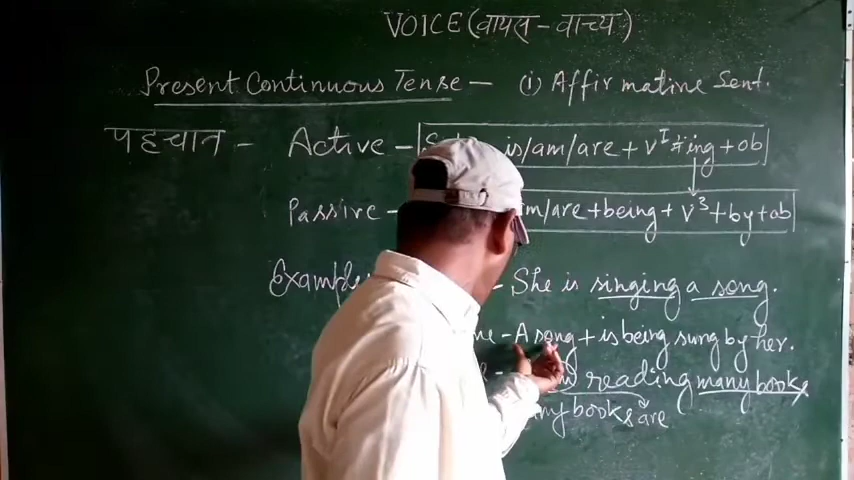 VOICE (वायस - वाच्य)
Present Continuous Tense - (i) Affirmative Sent.
पहचान - Active - is/am/are + V¹ + ing + ob
Passive - am/are + being + V³ + by + ob
Example - She is singing a song.
- A song + is being sung by her.
reading many books
books are